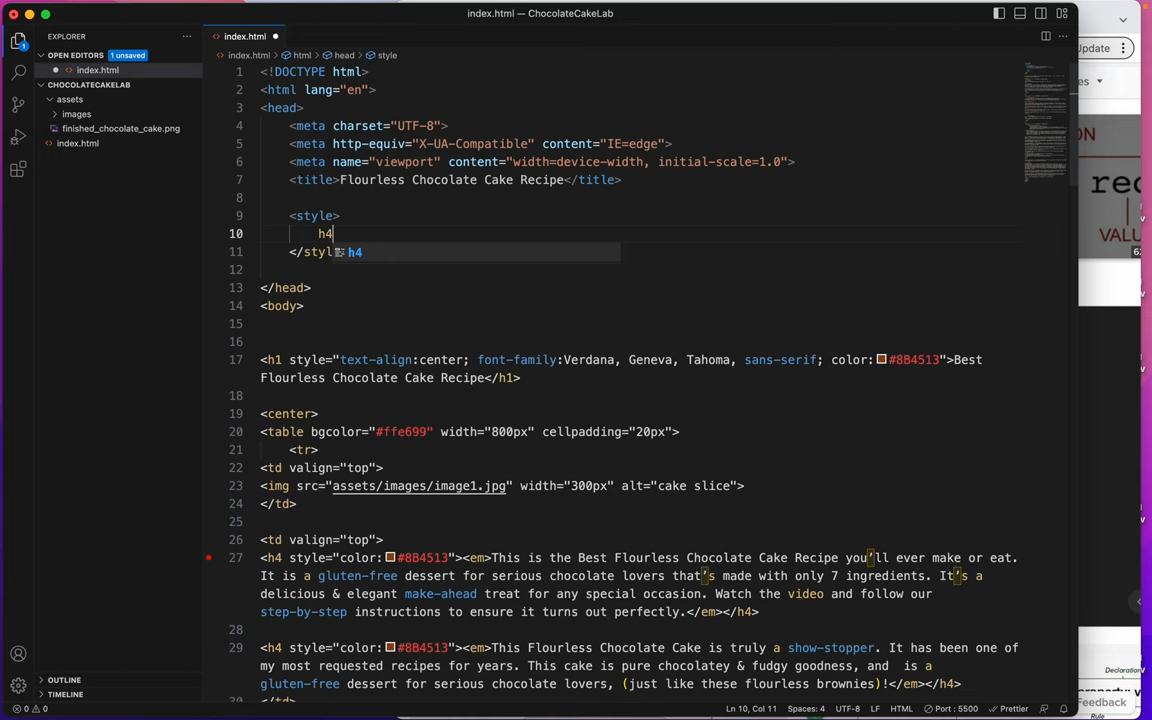 index.html — ChocolateCakeLab
EXPLORER
OPEN EDITORS 1 unsaved
index.html
CHOCOLATECAKELAB
assets
images
finished_chocolate_cake.png
index.html
OUTLINE
TIMELINE
index.html
index.html > html > head > style
1 <!DOCTYPE html>
2 <html lang="en">
3 <head>
4 <meta charset="UTF-8">
5 <meta http-equiv="X-UA-Compatible" content="IE=edge">
6 <meta name="viewport" content="width=device-width, initial-scale=1.0">
7 <title>Flourless Chocolate Cake Recipe</title>
8
9 <style>
10 h4
11 </styl
h4
12
13 </head>
14 <body>
15
16
17 <h1 style="text-align:center; font-family:Verdana, Geneva, Tahoma, sans-serif; color:#8B4513">Best
Flourless Chocolate Cake Recipe</h1>
18
19 <center>
20 <table bgcolor="#ffe699" width="800px" cellpadding="20px">
21 <tr>
22 <td valign="top">
23 <img src="assets/images/image1.jpg" width="300px" alt="cake slice">
24 </td>
25
26 <td valign="top">
27 <h4 style="color:#8B4513"><em>This is the Best Flourless Chocolate Cake Recipe you’ll ever make or eat.
It is a gluten-free dessert for serious chocolate lovers that’s made with only 7 ingredients. It’s a
delicious & elegant make-ahead treat for any special occasion. Watch the video and follow our
step-by-step instructions to ensure it turns out perfectly.</em></h4>
28
29 <h4 style="color:#8B4513"><em>This Flourless Chocolate Cake is truly a show-stopper. It has been one of
my most requested recipes for years. This cake is pure chocolatey & fudgy goodness, and  is a
gluten-free dessert for serious chocolate lovers, (just like these flourless brownies)!</em></h4>
0 0 Ln 10, Col 11 Spaces: 4 UTF-8 LF HTML Port : 5500 Prettier
Update
ON
rec
VALU
Declaration
property: v
Rule
Feedback